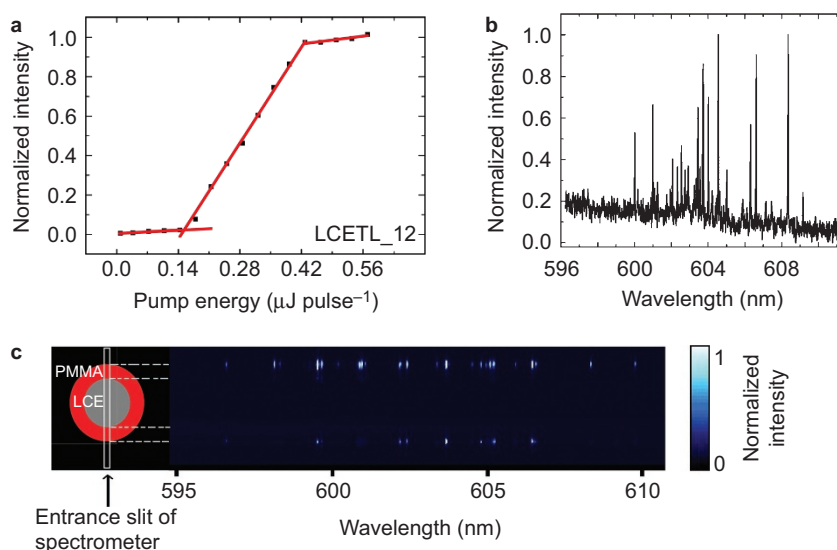 a
Normalized intensity
1.0
0.8
0.6
0.4
0.2
0.0
LCETL_12
0.0 0.14 0.28 0.42 0.56
Pump energy (μJ pulse⁻¹)
b
Normalized intensity
1.0
0.8
0.6
0.4
0.2
0.0
596 600 604 608
Wavelength (nm)
c
PMMA
LCE
1
0
Normalized
intensity
595 600 605 610
Entrance slit of
spectrometer
Wavelength (nm)